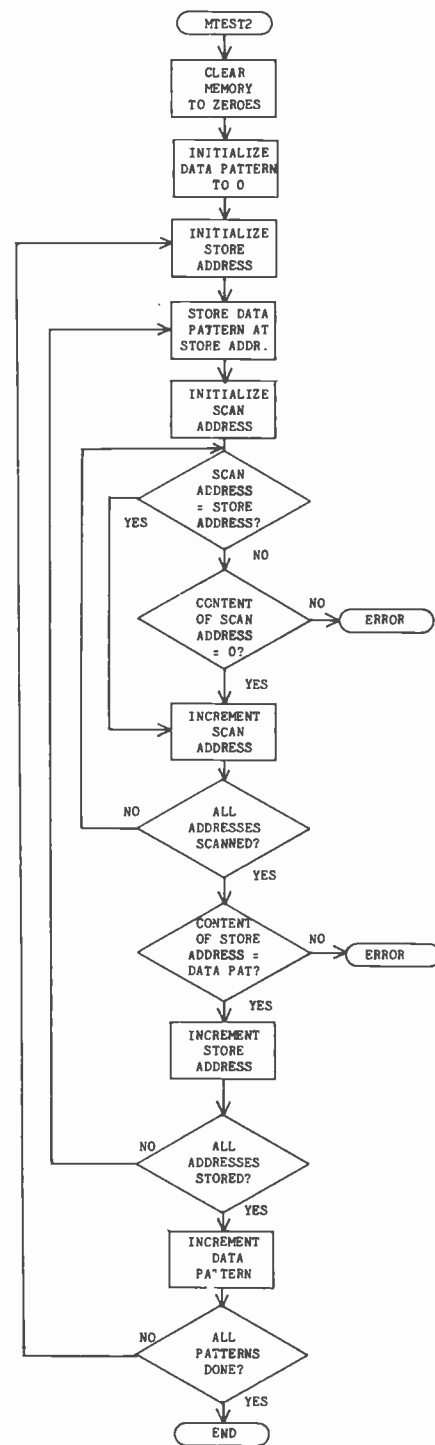 MTEST2
CLEAR
MEMORY
TO ZEROES
INITIALIZE
DATA PATTERN
TO 0
INITIALIZE
STORE
ADDRESS
STORE DATA
PATTERN AT
STORE ADDR.
INITIALIZE
SCAN
ADDRESS
SCAN
ADDRESS
= STORE
ADDRESS?
YES
NO
CONTENT
OF SCAN
ADDRESS
= 0?
NO
ERROR
YES
INCREMENT
SCAN
ADDRESS
NO
ALL
ADDRESSES
SCANNED?
YES
CONTENT
OF STORE
ADDRESS =
DATA PAT?
NO
ERROR
YES
INCREMENT
STORE
ADDRESS
NO
ALL
ADDRESSES
STORED?
YES
INCREMENT
DATA
PATTERN
NO
ALL
PATTERNS
DONE?
YES
END